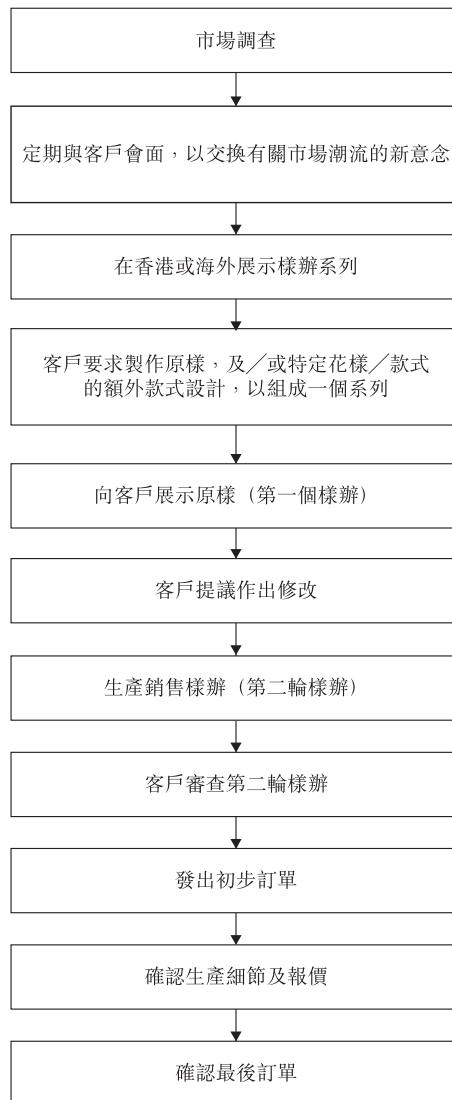 市場調查
定期與客戶會面，以交換有關市場潮流的新意念
在香港或海外展示樣辦系列
客戶要求製作原樣，及／或特定花樣／款式
的額外款式設計，以組成一個系列
向客戶展示原樣（第一個樣辦）
客戶提議作出修改
生產銷售樣辦（第二輪樣辦）
客戶審查第二輪樣辦
發出初步訂單
確認生產細節及報價
確認最後訂單